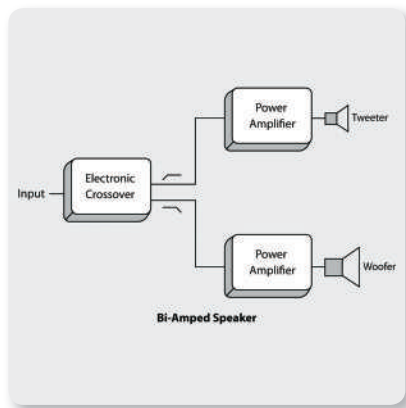 Power
Amplifier
Tweeter
Electronic
Crossover
Input
Power
Amplifier
Woofer
Bi-Amped Speaker